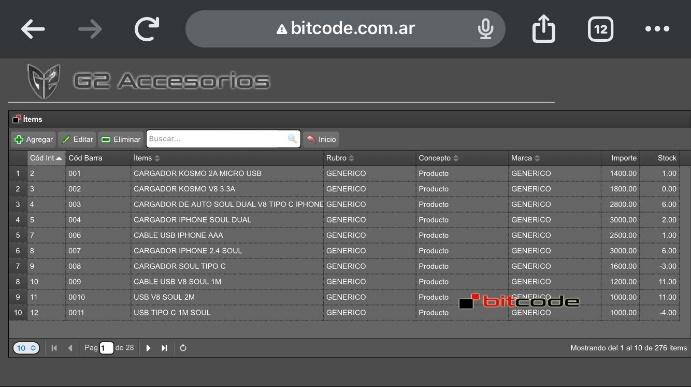 bitcode.com.ar
12
G2 Accesorios
Ítems
Agregar Editar Eliminar Buscar... Inicio
Cód Int Cód Barra Ítems Rubro Concepto Marca Importe Stock
1 2 001 CARGADOR KOSMO 2A MICRO USB GENERICO Producto GENERICO 1400.00 1.00
2 3 002 CARGADOR KOSMO V8 3.3A GENERICO Producto GENERICO 1800.00 0.00
3 4 003 CARGADOR DE AUTO SOUL DUAL V8 TIPO C IPHONE GENERICO Producto GENERICO 2800.00 6.00
4 5 004 CARGADOR IPHONE SOUL DUAL GENERICO Producto GENERICO 3000.00 2.00
5 7 006 CABLE USB IPHONE AAA GENERICO Producto GENERICO 2500.00 1.00
6 8 007 CARGADOR IPHONE 2.4 SOUL GENERICO Producto GENERICO 3000.00 6.00
7 9 008 CARGADOR SOUL TIPO C GENERICO Producto GENERICO 1600.00 -3.00
8 10 009 CABLE USB V8 SOUL 1M GENERICO Producto GENERICO 1200.00 11.00
9 11 0010 USB V8 SOUL 2M GENERICO Producto GENERICO 1000.00 11.00
bitcode
10 12 0011 USB TIPO C 1M SOUL GENERICO Producto GENERICO 1000.00 -4.00
10 Pág 1 de 28 Mostrando del 1 al 10 de 276 items